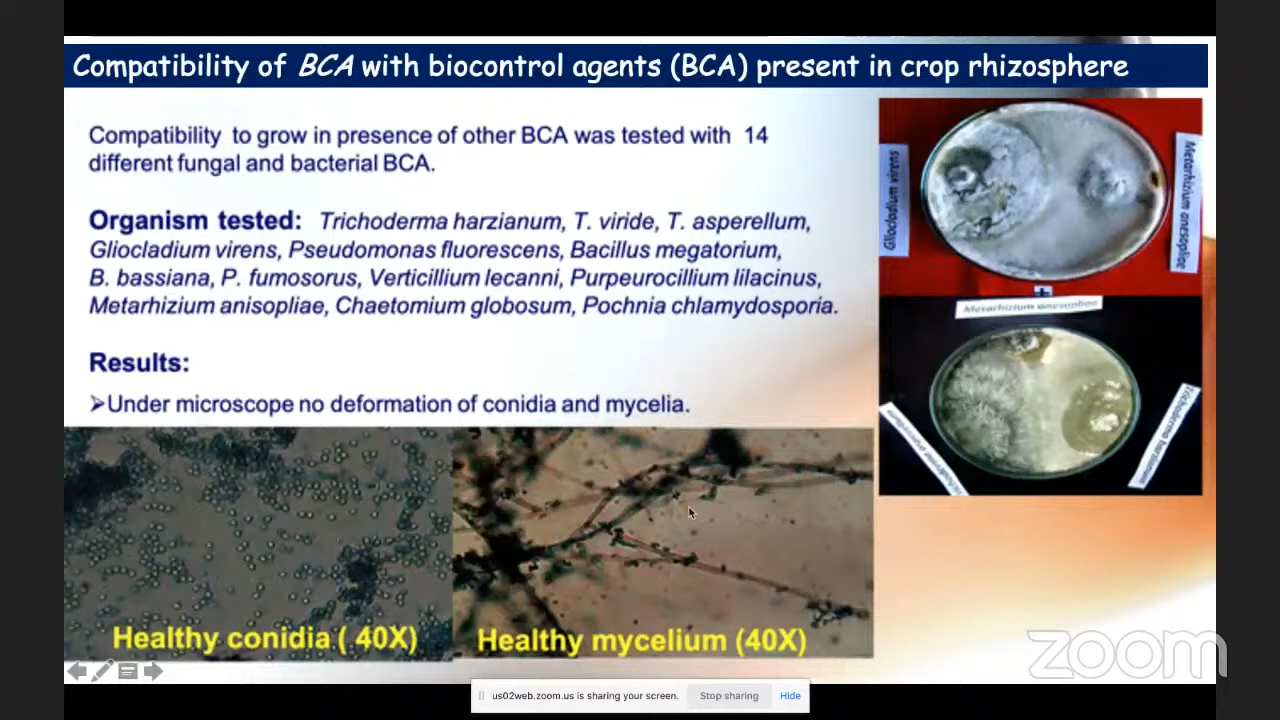 Compatibility of BCA with biocontrol agents (BCA) present in crop rhizosphere
Compatibility to grow in presence of other BCA was tested with 14
different fungal and bacterial BCA.
Organism tested: Trichoderma harzianum, T. viride, T. asperellum,
Gliocladium virens, Pseudomonas fluorescens, Bacillus megatorium,
B. bassiana, P. fumosorus, Verticillium lecanni, Purpeurocillium lilacinus,
Metarhizium anisopliae, Chaetomium globosum, Pochnia chlamydosporia.
Results:
➢Under microscope no deformation of conidia and mycelia.
Healthy conidia ( 40X)
Healthy mycelium (40X)
Gliocladium virens
Metarhizium anesopliae
Metarhizium anesopliae
Trichoderma harzianum
zoom
us02web.zoom.us is sharing your screen.
Stop sharing
Hide